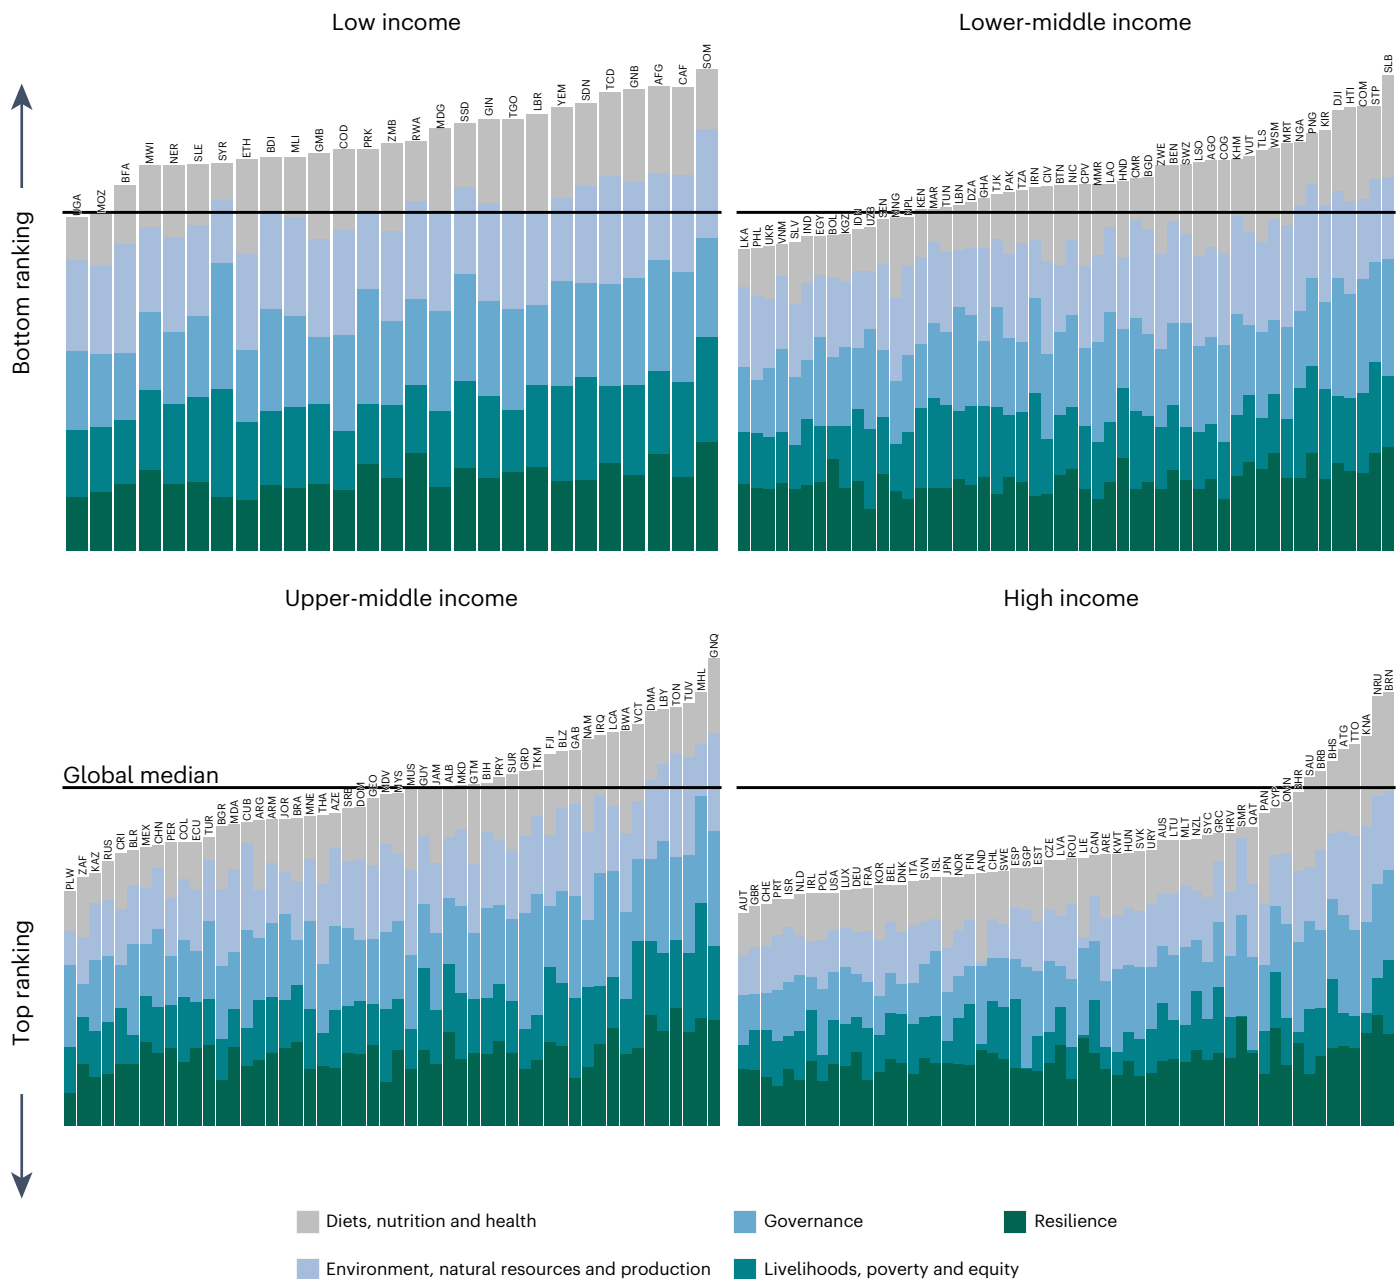 Low income
Lower-middle income
Bottom ranking
UGA MOZ BFA MWI NER SLE SYR ETH BDI MLI GMB COD PRK ZMB RWA MDG SSD GIN TGO LBR YEM SDN TCD GNB AFG CAF SOM
LKA PHL UKR VNM SLV IND EGY BOL KGZ IDN UZB SEN MNG NPL KEN MAR TUN LBN DZA GHA TJK PAK TZA IRN CIV BTN NIC CPV MMR LAO HND CMR BGD ZWE BEN SWZ LSO AGO COG KHM VUT TLS WSM MRT NGA PNG KIR DJI HTI COM STP SLB
Upper-middle income
High income
Global median
Top ranking
PLW ZAF KAZ RUS CRI BLR MEX CHN PER COL ECU TUR BGR MDA CUB ARG ARM JOR BRA MNE THA AZE SRB DOM GEO MDV MYS MUS GUY JAM ALB MKD GTM BIH PRY SUR GRD TKM FJI BLZ GAB NAM IRQ LCA BWA VCT DMA LBY TON TUV MHL GNQ
AUT GBR CHE PRT ISR NLD IRL POL USA LUX DEU FRA KOR BEL DNK ITA SVN ISL JPN NOR FIN AND CHL SWE ESP SGP EST CZE LVA ROU LIE CAN ARE KWT HUN SVK URY AUS LTU MLT NZL SYC GRC HRV SMR QAT PAN CYP OMN BHR SAU BRB BHS ATG TTO KNA NRU BRN
Diets, nutrition and health
Governance
Resilience
Environment, natural resources and production
Livelihoods, poverty and equity